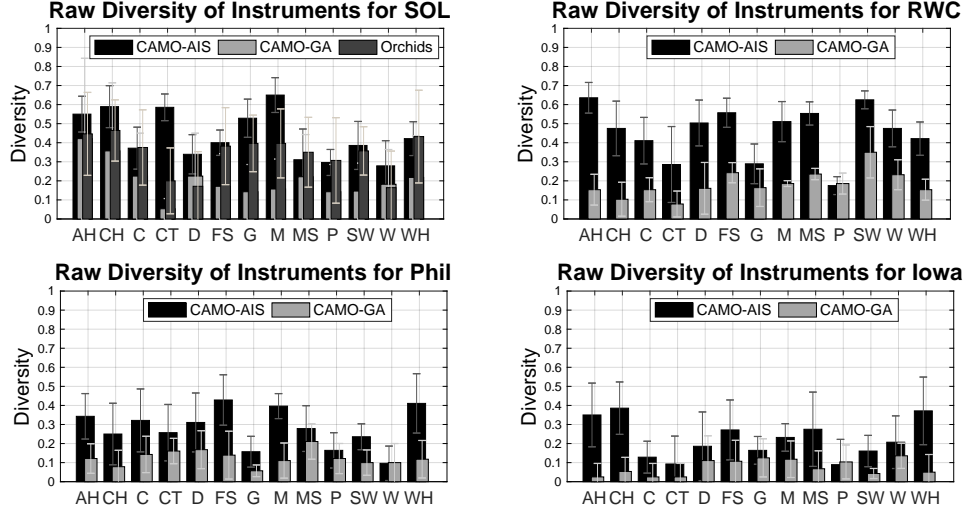 Raw Diversity of Instruments for SOL
1
0.9
0.8
0.7
0.6
0.5
0.4
0.3
0.2
0.1
0
Diversity
CAMO-AIS CAMO-GA Orchids
AH CH C CT D FS G M MS P SW W WH
Raw Diversity of Instruments for RWC
1
0.9
0.8
0.7
0.6
0.5
0.4
0.3
0.2
0.1
0
Diversity
CAMO-AIS CAMO-GA
AH CH C CT D FS G M MS P SW W WH
Raw Diversity of Instruments for Phil
1
0.9
0.8
0.7
0.6
0.5
0.4
0.3
0.2
0.1
0
Diversity
CAMO-AIS CAMO-GA
AH CH C CT D FS G M MS P SW W WH
Raw Diversity of Instruments for Iowa
1
0.9
0.8
0.7
0.6
0.5
0.4
0.3
0.2
0.1
0
Diversity
CAMO-AIS CAMO-GA
AH CH C CT D FS G M MS P SW W WH